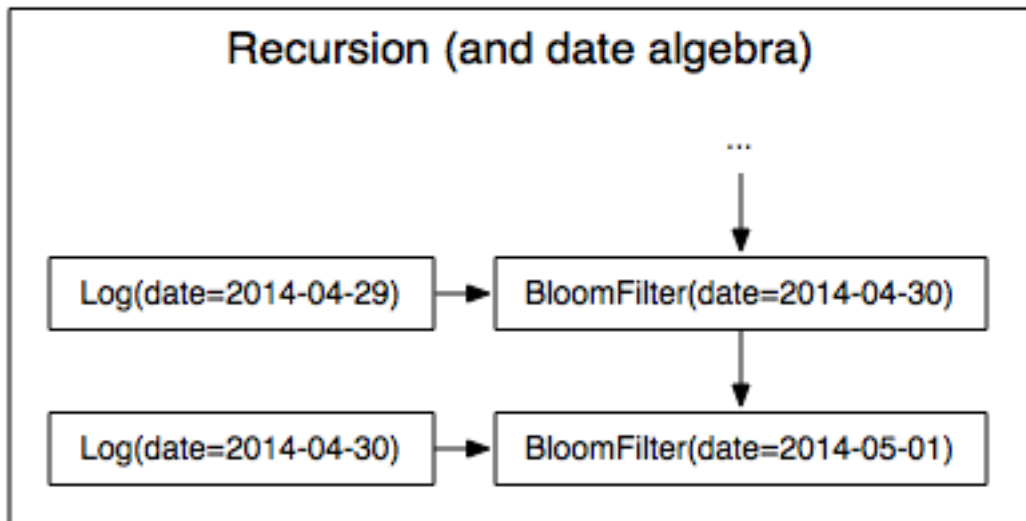 Recursion (and date algebra)
...
Log(date=2014-04-29)
BloomFilter(date=2014-04-30)
Log(date=2014-04-30)
BloomFilter(date=2014-05-01)